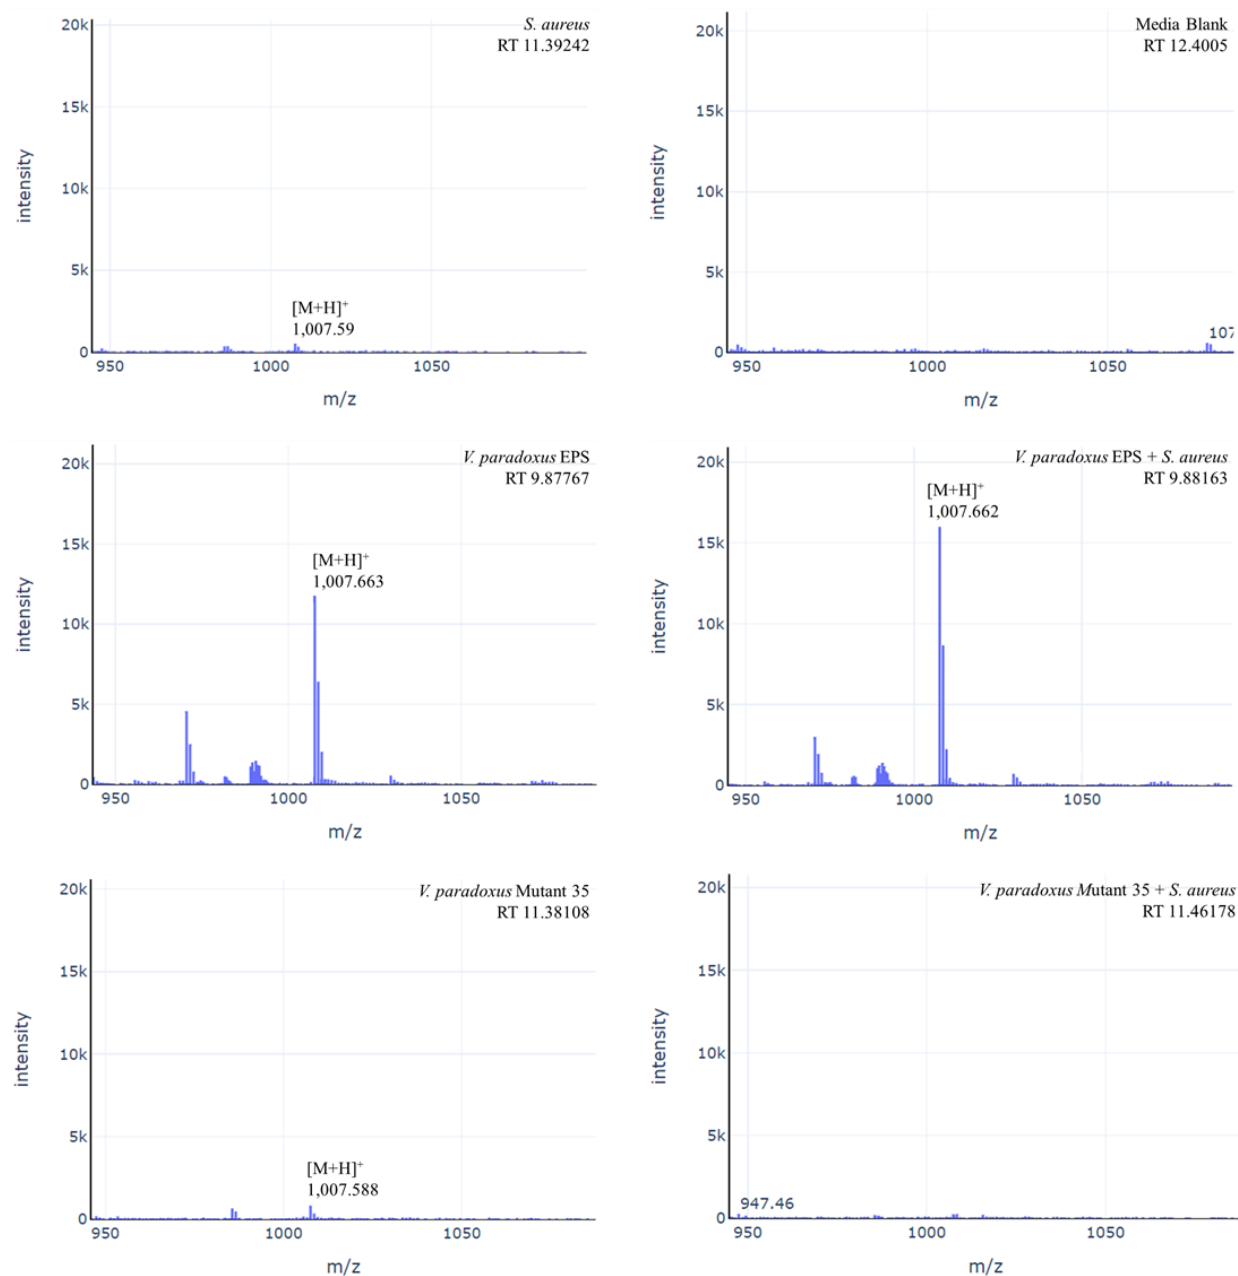 S. aureus
RT 11.39242
20k
15k
10k
5k
0
intensity
[M+H]+
1,007.59
950
1000
1050
m/z
Media Blank
RT 12.4005
20k
15k
10k
5k
0
intensity
107
950
1000
1050
m/z
V. paradoxus EPS
RT 9.87767
20k
15k
10k
5k
0
intensity
[M+H]+
1,007.663
950
1000
1050
m/z
V. paradoxus EPS + S. aureus
RT 9.88163
20k
15k
10k
5k
0
intensity
[M+H]+
1,007.662
950
1000
1050
m/z
V. paradoxus Mutant 35
RT 11.38108
20k
15k
10k
5k
0
intensity
[M+H]+
1,007.588
950
1000
1050
m/z
V. paradoxus Mutant 35 + S. aureus
RT 11.46178
20k
15k
10k
5k
0
intensity
947.46
950
1000
1050
m/z